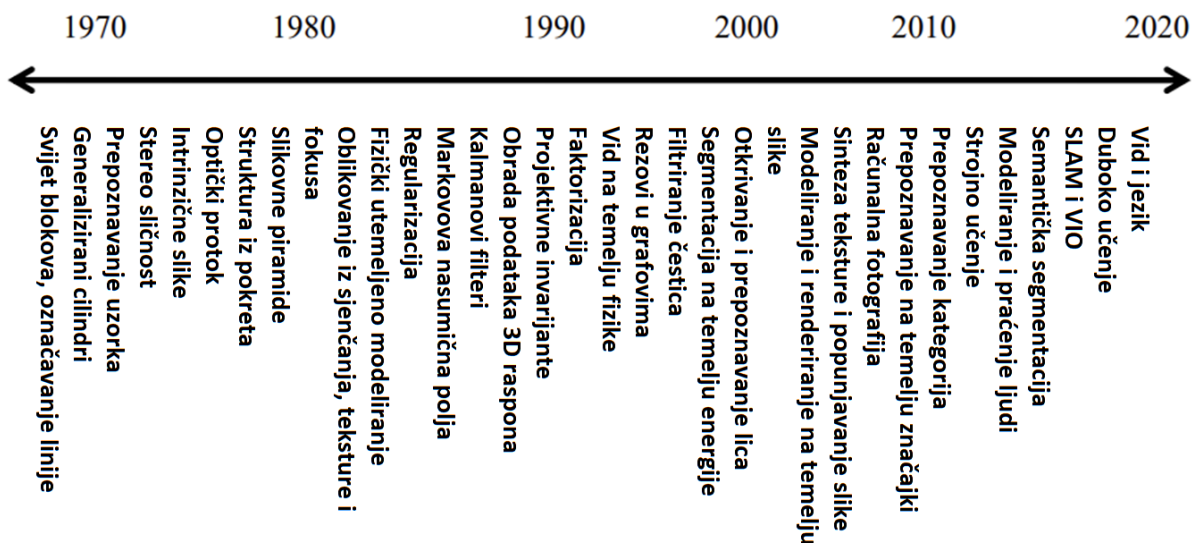 1970 1980 1990 2000 2010 2020
Svijet blokova, označavanje linije
Generalizirani cilindri
Prepoznavanje uzorka
Stereo sličnost
Intrinzične slike
Optički protok
Struktura iz pokreta
Slikovne piramide
Oblikovanje iz sjenčanja, teksture i
fokusa
Fizički utemeljeno modeliranje
Regularizacija
Markovova nasumična polja
Kalmanovi filteri
Obrada podataka 3D raspona
Projektivne invarijante
Faktorizacija
Vid na temelju fizike
Rezovi u grafovima
Filtriranje čestica
Segmentacija na temelju energije
Otkrivanje i prepoznavanje lica
Modeliranje i renderiranje na temelju
slike
Sinteza teksture i popunjavanje slike
Računalna fotografija
Prepoznavanje na temelju značajki
Prepoznavanje kategorija
Strojno učenje
Modeliranje i praćenje ljudi
Semantička segmentacija
SLAM i VIO
Duboko učenje
Vid i jezik